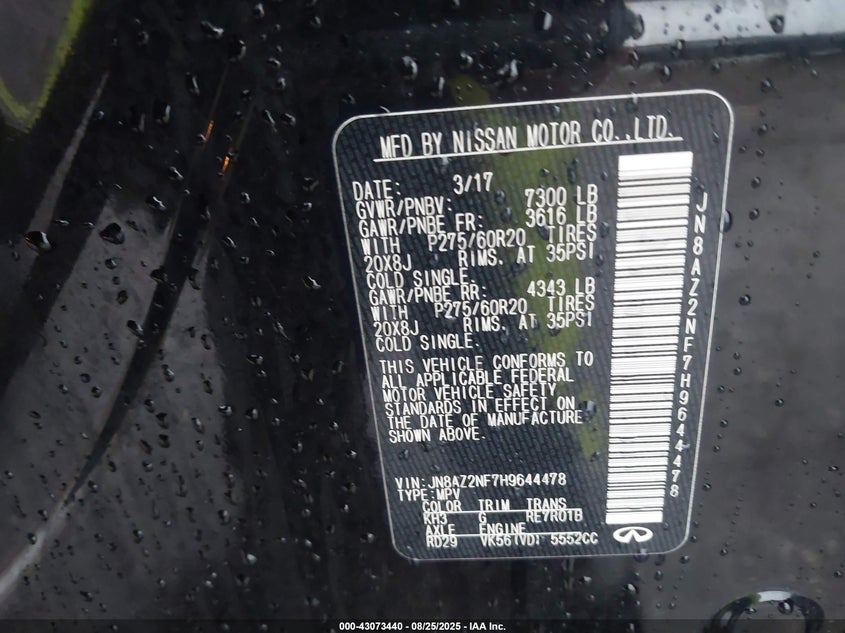 MFD BY NISSAN MOTOR CO.,LTD.
DATE: 3/17
GVWR/PNBV: 7300 LB
GAWR/PNBE FR: 3616 LB
WITH P275/60R20 TIRES
20X8J RIMS. AT 35PSI
COLD SINGLE.
GAWR/PNBE RR: 4343 LB
WITH P275/60R20 TIRES
20X8J RIMS. AT 35PSI
COLD SINGLE.
THIS VEHICLE CONFORMS TO
ALL APPLICABLE FEDERAL
MOTOR VEHICLE SAFETY
STANDARDS IN EFFECT ON
THE DATE OF MANUFACTURE
SHOWN ABOVE.
VIN:JN8AZ2NF7H9644478
TYPE:MPV
COLOR TRIM TRANS
KH3 G RE7R01B
AXLE ENGINE
RD29 VK56(VD) 5552CC
JN8AZ2NF7H9644478
000-43073440 - 08/25/2025 - IAA Inc.